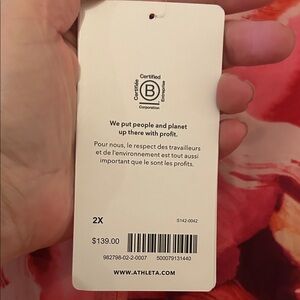 Certified
Certifiée
B
Entreprise
Corporation
We put people and planet
up there with profit.
Pour nous, le respect des travailleurs
et de l'environnement est tout aussi
important que le sont les profits.
2X
S142-0042
$139.00
982798-02-2-0007 500079131440
WWW.ATHLETA.COM